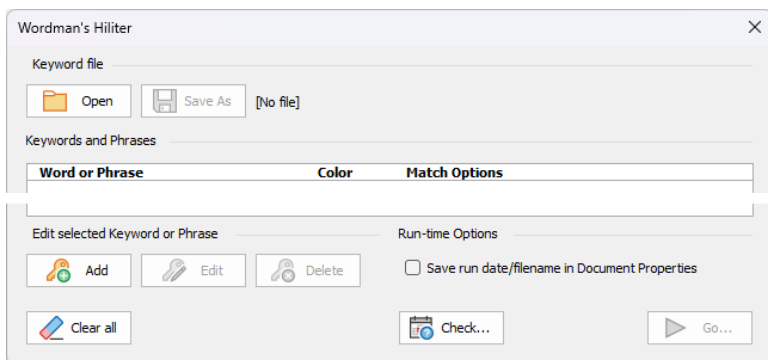 Wordman's Hiliter
Keyword file
Open Save As [No file]
Keywords and Phrases
Word or Phrase Color Match Options
Edit selected Keyword or Phrase Run-time Options
Add Edit Delete Save run date/filename in Document Properties
Clear all Check... Go...